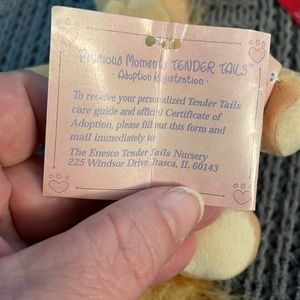 Precious Moments TENDER TAILS™
- Adoption Registration -
To receive your personalized Tender Tails
care guide and official Certificate of
Adoption, please fill out this form and
mail immediately to:
The Enesco Tender Tails Nursery
225 Windsor Drive, Itasca, IL 60143